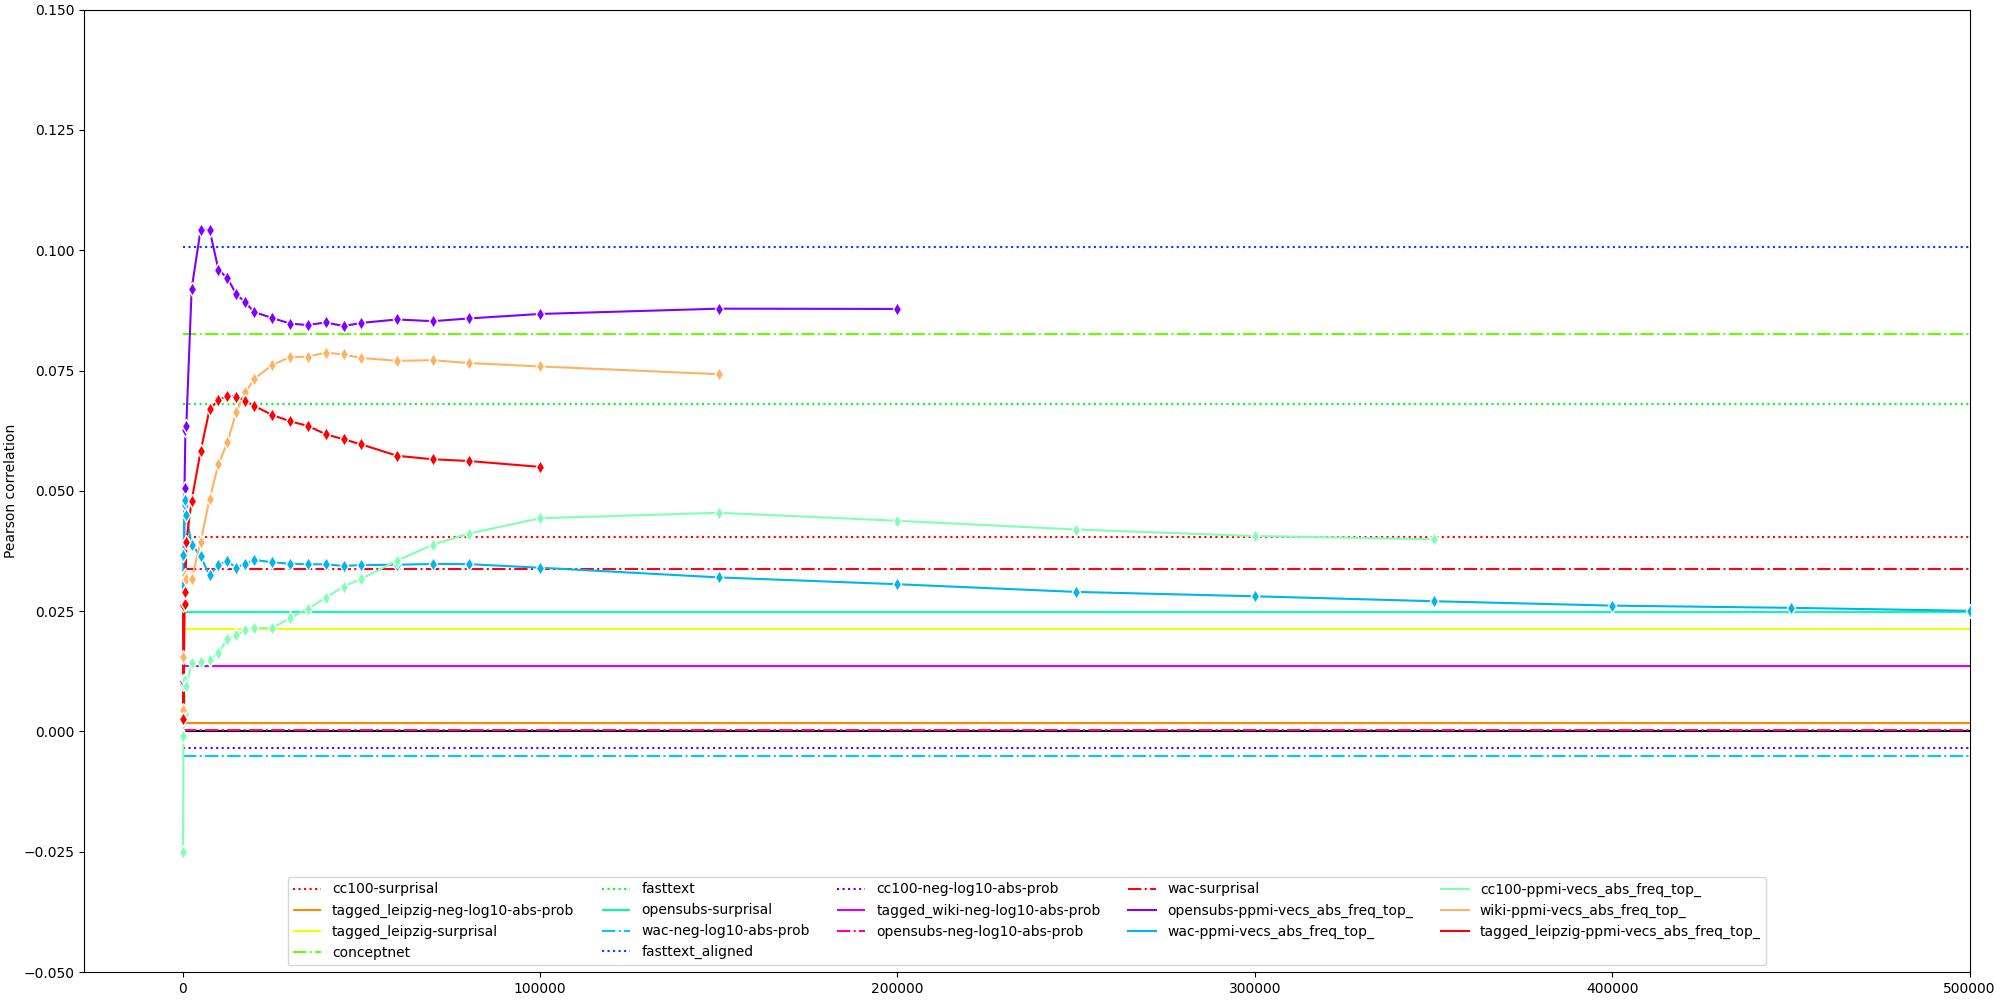 0.150
0.125
0.100
0.075
0.050
0.025
0.000
−0.025
−0.050
Pearson correlation
0
100000
200000
300000
400000
500000
cc100-surprisal
tagged_leipzig-neg-log10-abs-prob
tagged_leipzig-surprisal
conceptnet
fasttext
opensubs-surprisal
wac-neg-log10-abs-prob
fasttext_aligned
cc100-neg-log10-abs-prob
tagged_wiki-neg-log10-abs-prob
opensubs-neg-log10-abs-prob
wac-surprisal
opensubs-ppmi-vecs_abs_freq_top_
wac-ppmi-vecs_abs_freq_top_
cc100-ppmi-vecs_abs_freq_top_
wiki-ppmi-vecs_abs_freq_top_
tagged_leipzig-ppmi-vecs_abs_freq_top_